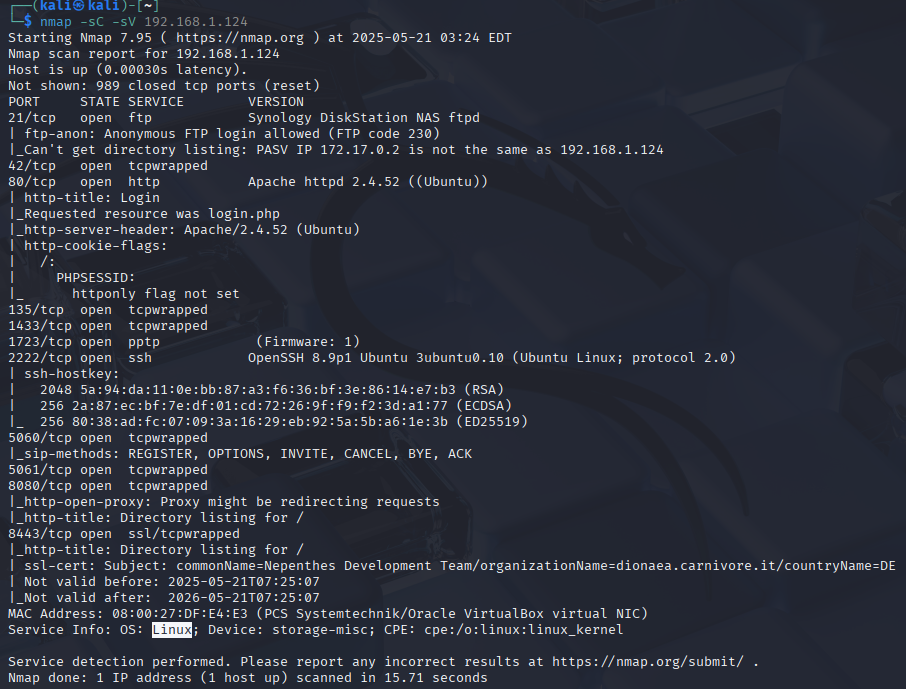 ┌──(kali㉿kali)-[~]
└─$ nmap -sC -sV 192.168.1.124
Starting Nmap 7.95 ( https://nmap.org ) at 2025-05-21 03:24 EDT
Nmap scan report for 192.168.1.124
Host is up (0.00030s latency).
Not shown: 989 closed tcp ports (reset)
PORT     STATE SERVICE        VERSION
21/tcp   open  ftp            Synology DiskStation NAS ftpd
| ftp-anon: Anonymous FTP login allowed (FTP code 230)
|_Can't get directory listing: PASV IP 172.17.0.2 is not the same as 192.168.1.124
42/tcp   open  tcpwrapped
80/tcp   open  http           Apache httpd 2.4.52 ((Ubuntu))
| http-title: Login
|_Requested resource was login.php
|_http-server-header: Apache/2.4.52 (Ubuntu)
| http-cookie-flags:
|   /:
|     PHPSESSID:
|_      httponly flag not set
135/tcp  open  tcpwrapped
1433/tcp open  tcpwrapped
1723/tcp open  pptp            (Firmware: 1)
2222/tcp open  ssh            OpenSSH 8.9p1 Ubuntu 3ubuntu0.10 (Ubuntu Linux; protocol 2.0)
| ssh-hostkey:
|   2048 5a:94:da:11:0e:bb:87:a3:f6:36:bf:3e:86:14:e7:b3 (RSA)
|   256 2a:87:ec:bf:7e:df:01:cd:72:26:9f:f9:f2:3d:a1:77 (ECDSA)
|_  256 80:38:ad:fc:07:09:3a:16:29:eb:92:5a:5b:a6:1e:3b (ED25519)
5060/tcp open  tcpwrapped
|_sip-methods: REGISTER, OPTIONS, INVITE, CANCEL, BYE, ACK
5061/tcp open  tcpwrapped
8080/tcp open  tcpwrapped
|_http-open-proxy: Proxy might be redirecting requests
|_http-title: Directory listing for /
8443/tcp open  ssl/tcpwrapped
|_http-title: Directory listing for /
| ssl-cert: Subject: commonName=Nepenthes Development Team/organizationName=dionaea.carnivore.it/countryName=DE
| Not valid before: 2025-05-21T07:25:07
|_Not valid after:  2026-05-21T07:25:07
MAC Address: 08:00:27:DF:E4:E3 (PCS Systemtechnik/Oracle VirtualBox virtual NIC)
Service Info: OS: Linux; Device: storage-misc; CPE: cpe:/o:linux:linux_kernel

Service detection performed. Please report any incorrect results at https://nmap.org/submit/ .
Nmap done: 1 IP address (1 host up) scanned in 15.71 seconds